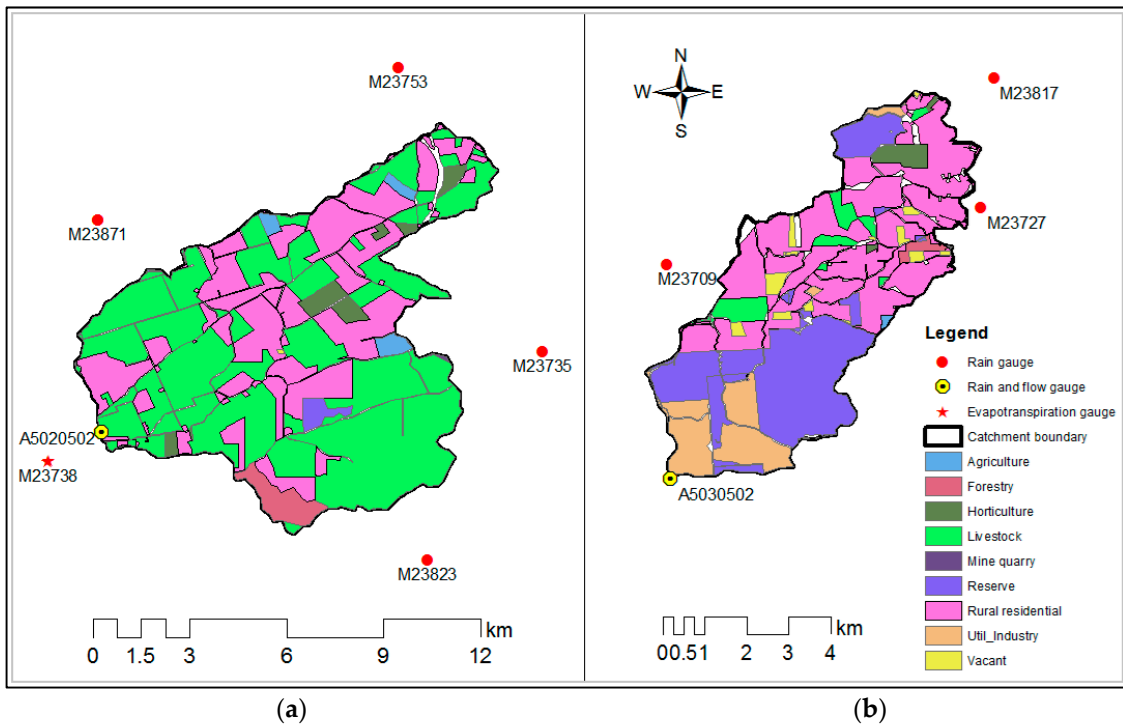 M23753
M23871
M23735
A5020502
M23738
M23823
km
0 1.5 3 6 9 12
(a)
N
W E
S
M23817
M23727
M23709
A5030502
km
00.51 2 3 4
Legend
Rain gauge
Rain and flow gauge
Evapotranspiration gauge
Catchment boundary
Agriculture
Forestry
Horticulture
Livestock
Mine quarry
Reserve
Rural residential
Util_Industry
Vacant
(b)